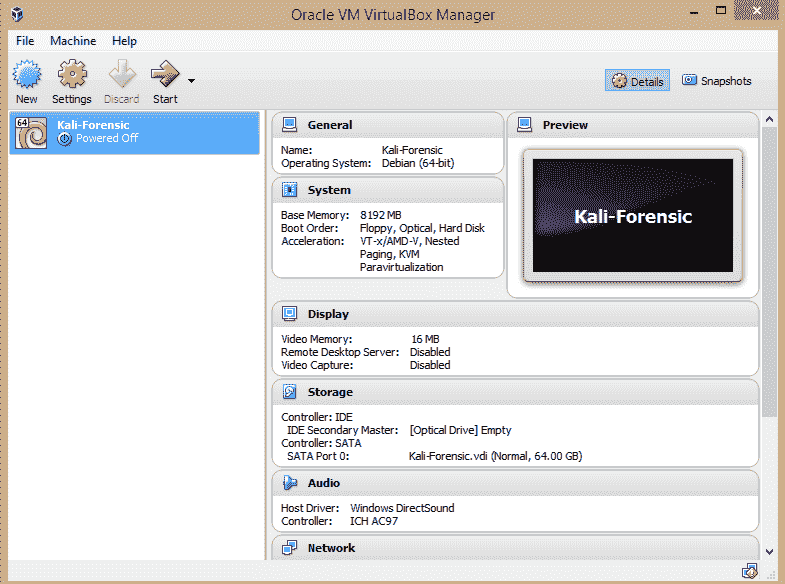 Oracle VM VirtualBox Manager
File Machine Help
New Settings Discard Start Details Snapshots
64 Kali-Forensic
Powered Off
General
Name: Kali-Forensic
Operating System: Debian (64-bit)
System
Base Memory: 8192 MB
Boot Order: Floppy, Optical, Hard Disk
Acceleration: VT-x/AMD-V, Nested
Paging, KVM
Paravirtualization
Preview
Kali-Forensic
Display
Video Memory: 16 MB
Remote Desktop Server: Disabled
Video Capture: Disabled
Storage
Controller: IDE
IDE Secondary Master: [Optical Drive] Empty
Controller: SATA
SATA Port 0: Kali-Forensic.vdi (Normal, 64.00 GB)
Audio
Host Driver: Windows DirectSound
Controller: ICH AC97
Network